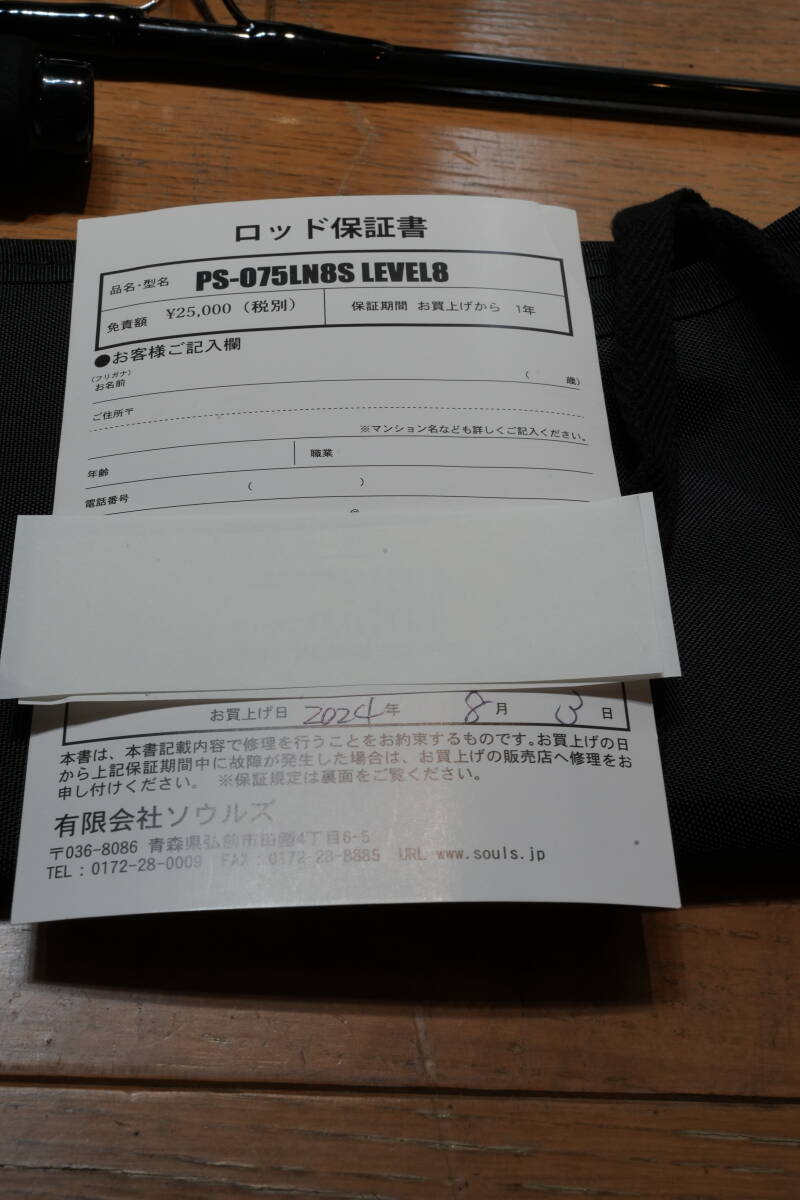 ロッド保証書
品名・型名 PS-075LN8S LEVEL8
免責額 ¥25,000（税別） 保証期間 お買上げから 1年
●お客様ご記入欄
（フリガナ）
お名前 （ 歳）
ご住所〒
※マンション名なども詳しくご記入ください。
年齢 職業
電話番号 （ ）
お買上げ日 2024年 8月 3日
本書は、本書記載内容で修理を行うことをお約束するものです。お買上げの日
から上記保証期間中に故障が発生した場合は、お買上げの販売店へ修理をお
申し付けください。 ※保証規定は裏面をご覧ください。
有限会社ソウルズ
〒036-8086 青森県弘前市田園4丁目6-5
TEL：0172-28-0009 FAX：0172-28-8885 URL www.souls.jp